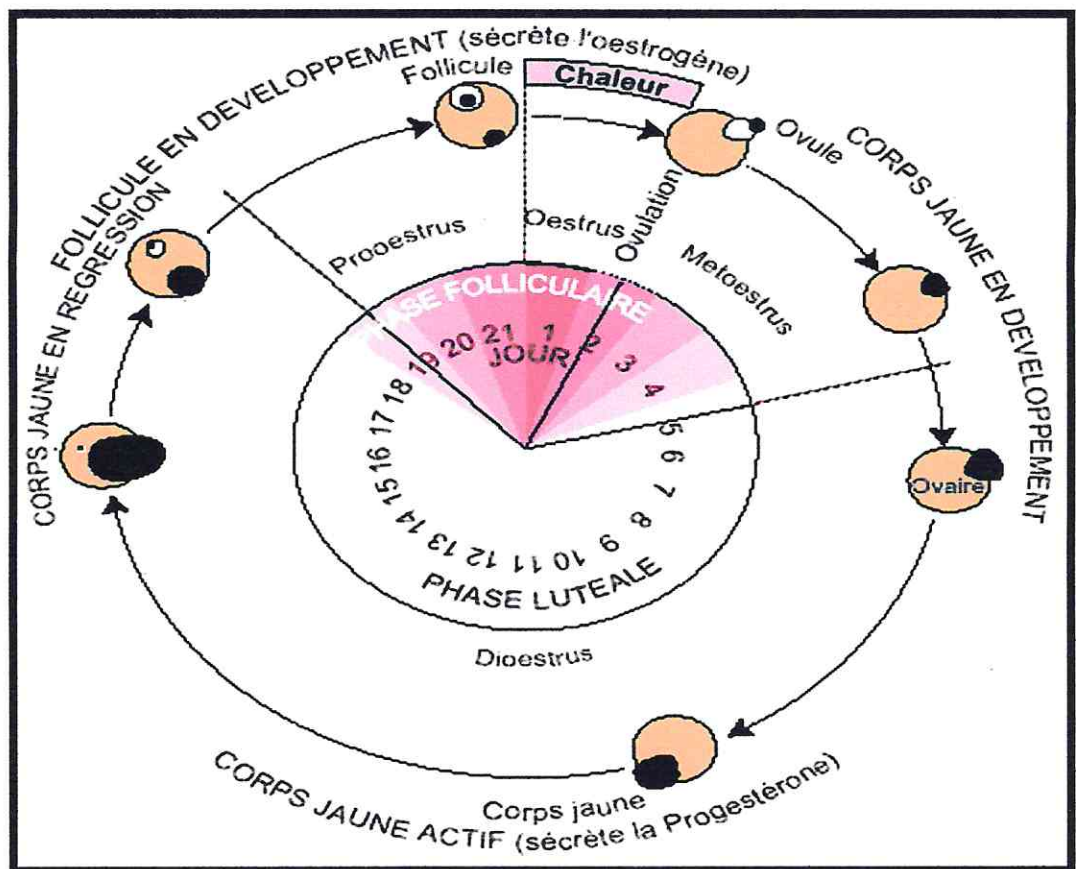 FOLLICULE EN DEVELOPPEMENT (sécrète l'oestrogène)
Follicule
Chaleur
Ovule
CORPS JAUNE EN DEVELOPPEMENT
CORPS JAUNE EN REGRESSION
Prooestrus
Oestrus
Ovulation
Metoestrus
ASE FOLLICULAIRE
JOUR
1
2
3
4
5
6
7
8
9
10
11
12
13
14
15
16
17
18
19
20
21
PHASE LUTEALE
Ovaire
Dioestrus
Corps jaune
CORPS JAUNE ACTIF (sécrète la Progestérone)